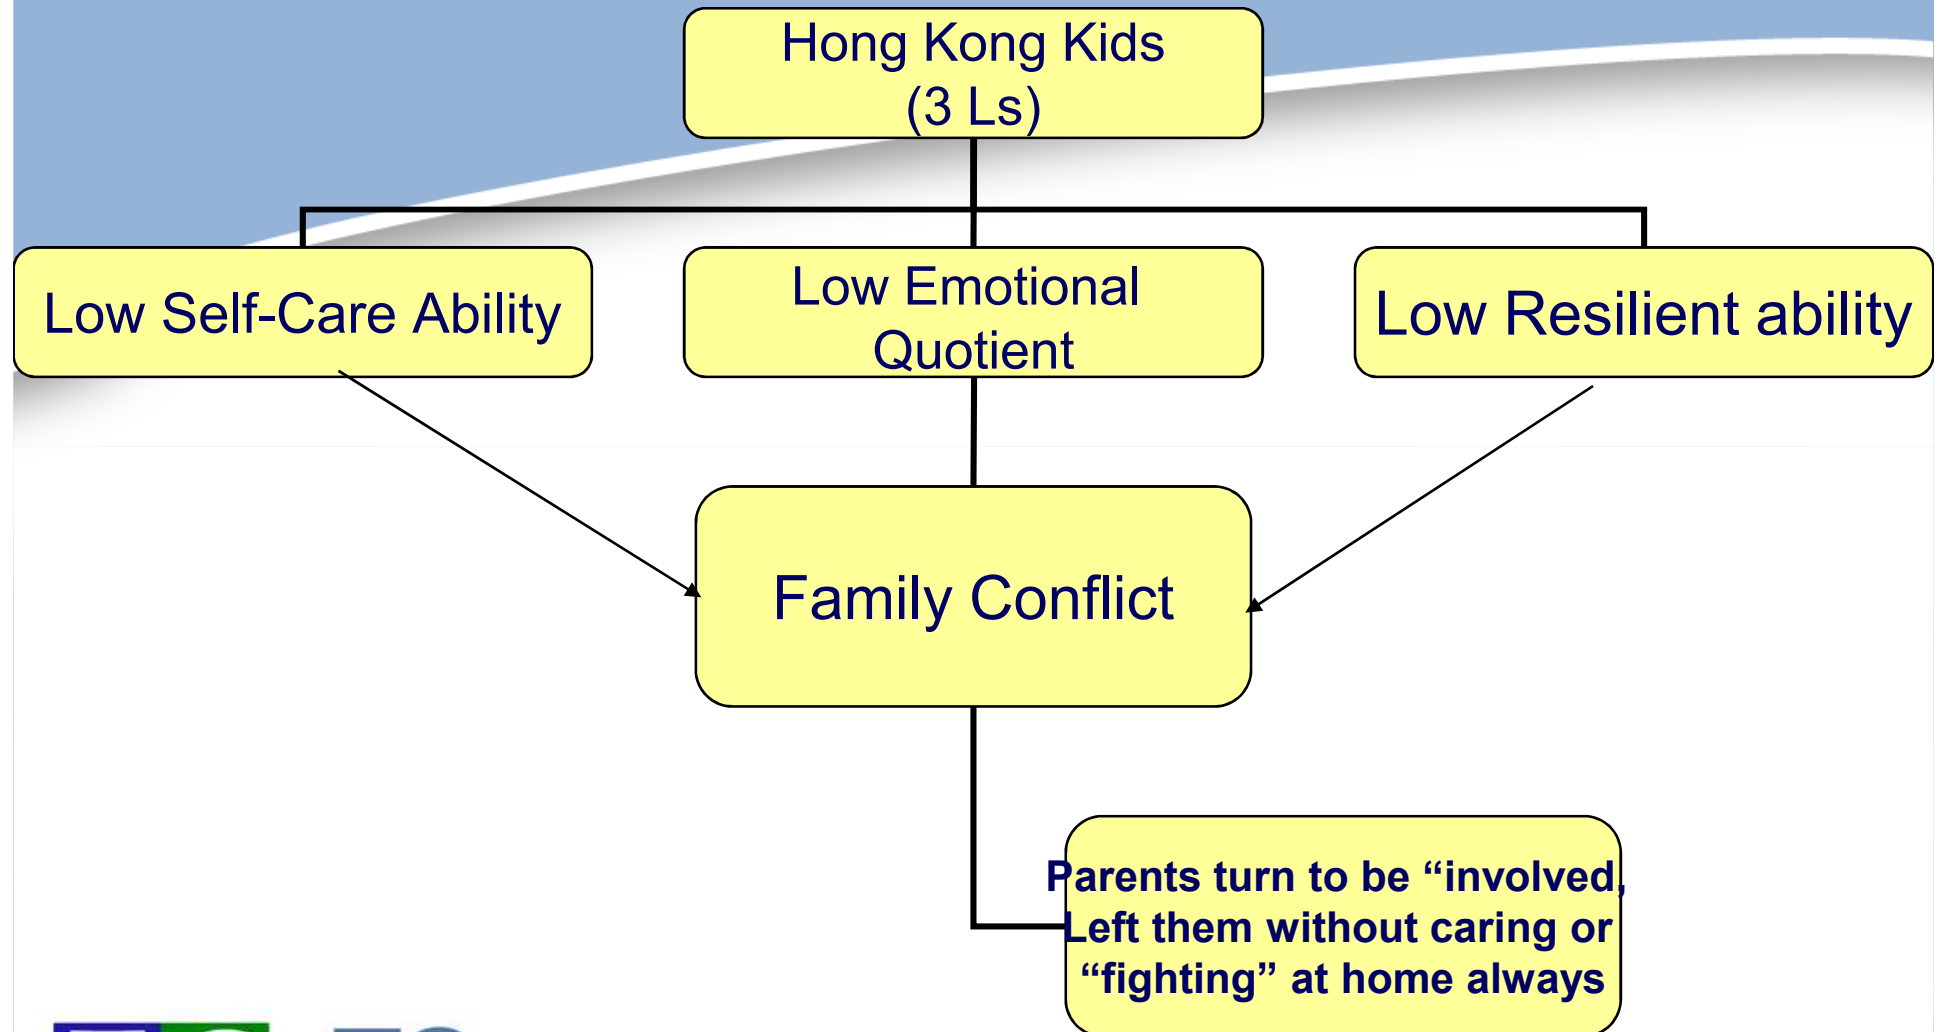 Hong Kong Kids
(3 Ls)
Low Self-Care Ability
Low Emotional
Quotient
Low Resilient ability
Family Conflict
Parents turn to be “involved,
Left them without caring or
“fighting” at home always